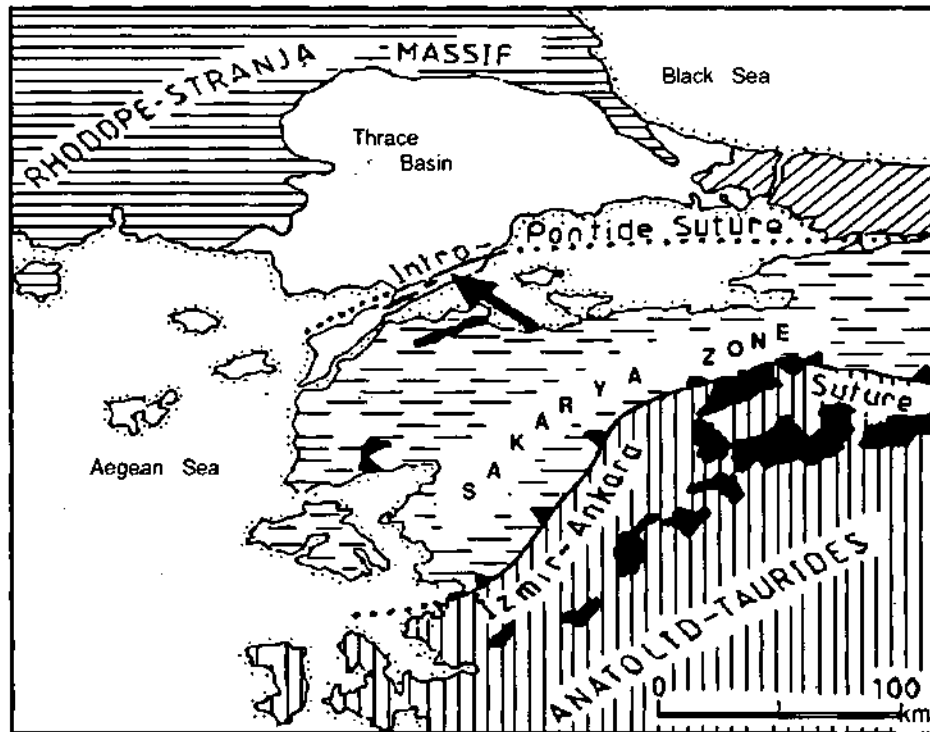 RHODOPE-STRANJA MASSIF
Black Sea
Thrace
Basin
Intra-Pontide Suture
SAKARYA ZONE
Aegean Sea
Izmir-Ankara Suture
ANATOLID-TAURIDES
0 100
km